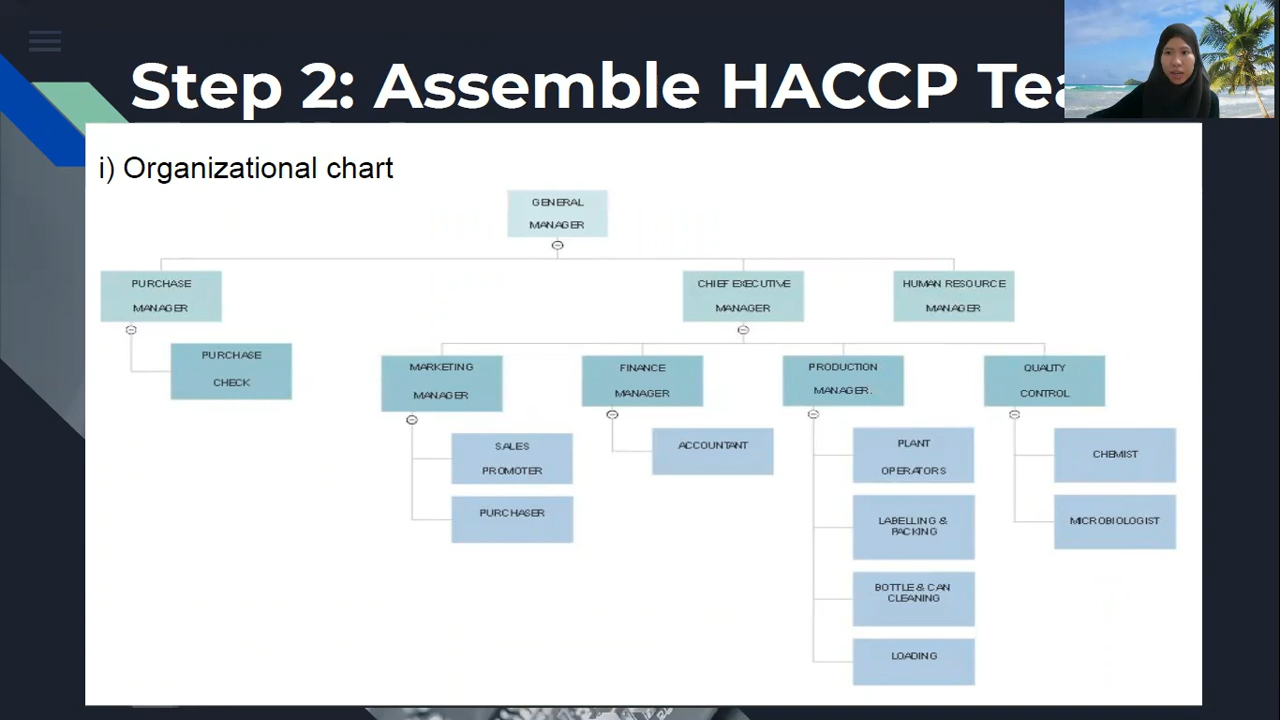 Step 2: Assemble HACCP Tea
i) Organizational chart
GENERAL
MANAGER
PURCHASE
MANAGER
CHIEF EXECUTIVE
MANAGER
HUMAN RESOURCE
MANAGER
PURCHASE
CHECK
MARKETING
MANAGER
FINANCE
MANAGER
PRODUCTION
MANAGER.
QUALITY
CONTROL
SALES
PROMOTER
PURCHASER
ACCOUNTANT
PLANT
OPERATORS
LABELLING &
PACKING
BOTTLE & CAN
CLEANING
LOADING
CHEMIST
MICROBIOLOGIST